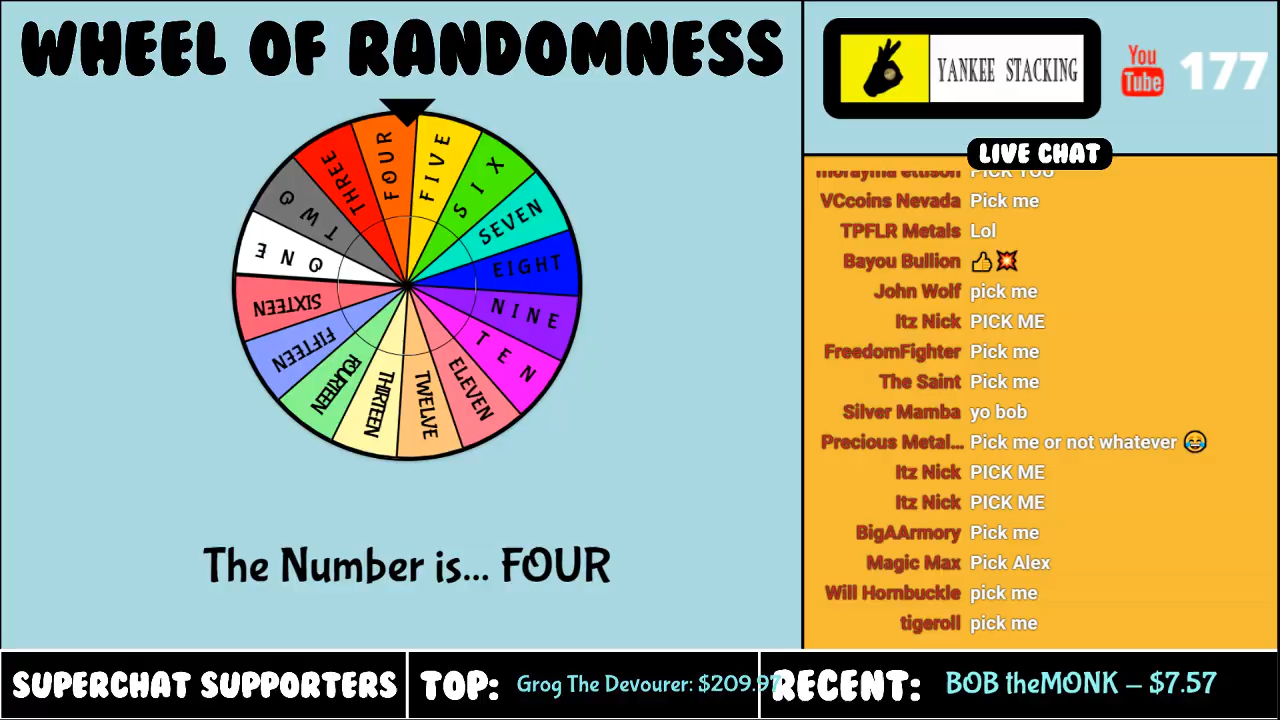 WHEEL OF RANDOMNESS
ONE
TWO
THREE
FOUR
FIVE
SIX
SEVEN
EIGHT
NINE
TEN
ELEVEN
TWELVE
THIRTEEN
FOURTEEN
FIFTEEN
SIXTEEN
The Number is... FOUR
YANKEE STACKING
You
Tube
177
LIVE CHAT
PICK YOU
VCcoins Nevada Pick me
TPFLR Metals Lol
Bayou Bullion 👍💥
John Wolf pick me
Itz Nick PICK ME
FreedomFighter Pick me
The Saint Pick me
Silver Mamba yo bob
Precious Metal... Pick me or not whatever 😂
Itz Nick PICK ME
Itz Nick PICK ME
BigAArmory Pick me
Magic Max Pick Alex
Will Hornbuckle pick me
tigeroll pick me
SUPERCHAT SUPPORTERS
TOP: Grog The Devourer: $209.97
RECENT: BOB theMONK – $7.57